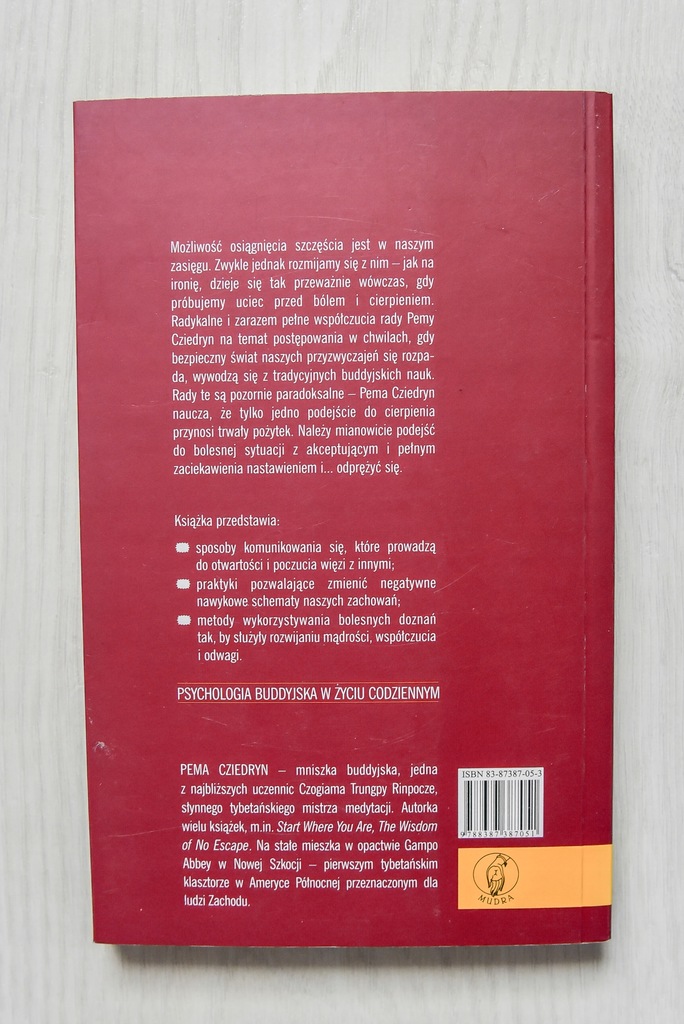 Możliwość osiągnięcia szczęścia jest w naszym
zasięgu. Zwykle jednak rozmijamy się z nim – jak na
ironię, dzieje się tak przeważnie wówczas, gdy
próbujemy uciec przed bólem i cierpieniem.
Radykalne i zarazem pełne współczucia rady Pemy
Cziedryn na temat postępowania w chwilach, gdy
bezpieczny świat naszych przyzwyczajeń się rozpa-
da, wywodzą się z tradycyjnych buddyjskich nauk.
Rady te są pozornie paradoksalne – Pema Cziedryn
naucza, że tylko jedno podejście do cierpienia
przynosi trwały pożytek. Należy mianowicie podejść
do bolesnej sytuacji z akceptującym i pełnym
zaciekawienia nastawieniem i... odprężyć się.
Książka przedstawia:
sposoby komunikowania się, które prowadzą
do otwartości i poczucia więzi z innymi;
praktyki pozwalające zmienić negatywne
nawykowe schematy naszych zachowań;
metody wykorzystywania bolesnych doznań
tak, by służyły rozwijaniu mądrości, współczucia
i odwagi.
PSYCHOLOGIA BUDDYJSKA W ŻYCIU CODZIENNYM
PEMA CZIEDRYN – mniszka buddyjska, jedna
z najbliższych uczennic Czogiama Trungpy Rinpocze,
słynnego tybetańskiego mistrza medytacji. Autorka
wielu książek, m.in. Start Where You Are, The Wisdom
of No Escape. Na stałe mieszka w opactwie Gampo
Abbey w Nowej Szkocji – pierwszym tybetańskim
klasztorze w Ameryce Północnej przeznaczonym dla
ludzi Zachodu.
ISBN 83-87387-05-3
9788387387051
MUDRA